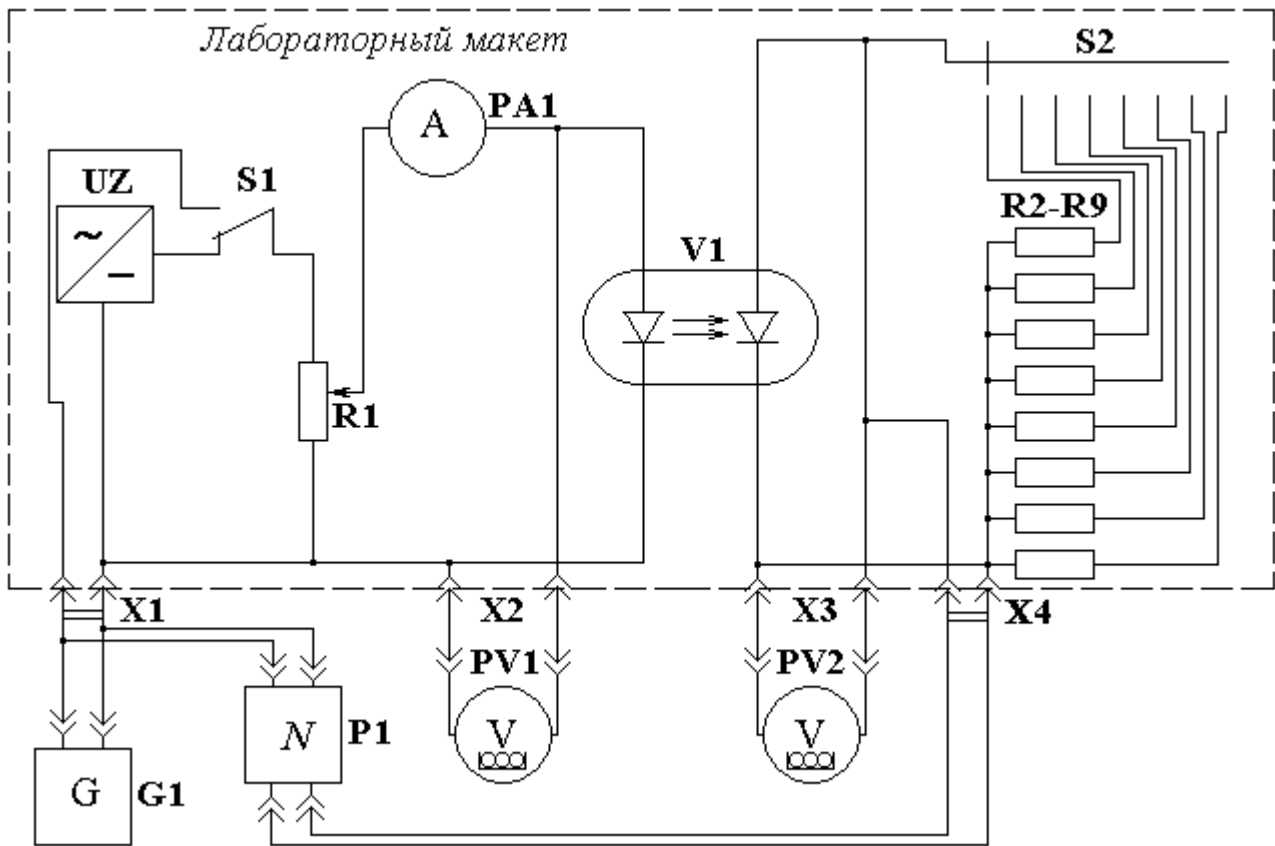 Лабораторный макет
S2
PA1
A
UZ
S1
~
–
R2-R9
V1
R1
X1
X2
X3
X4
PV1
PV2
N
P1
V
V
G
G1